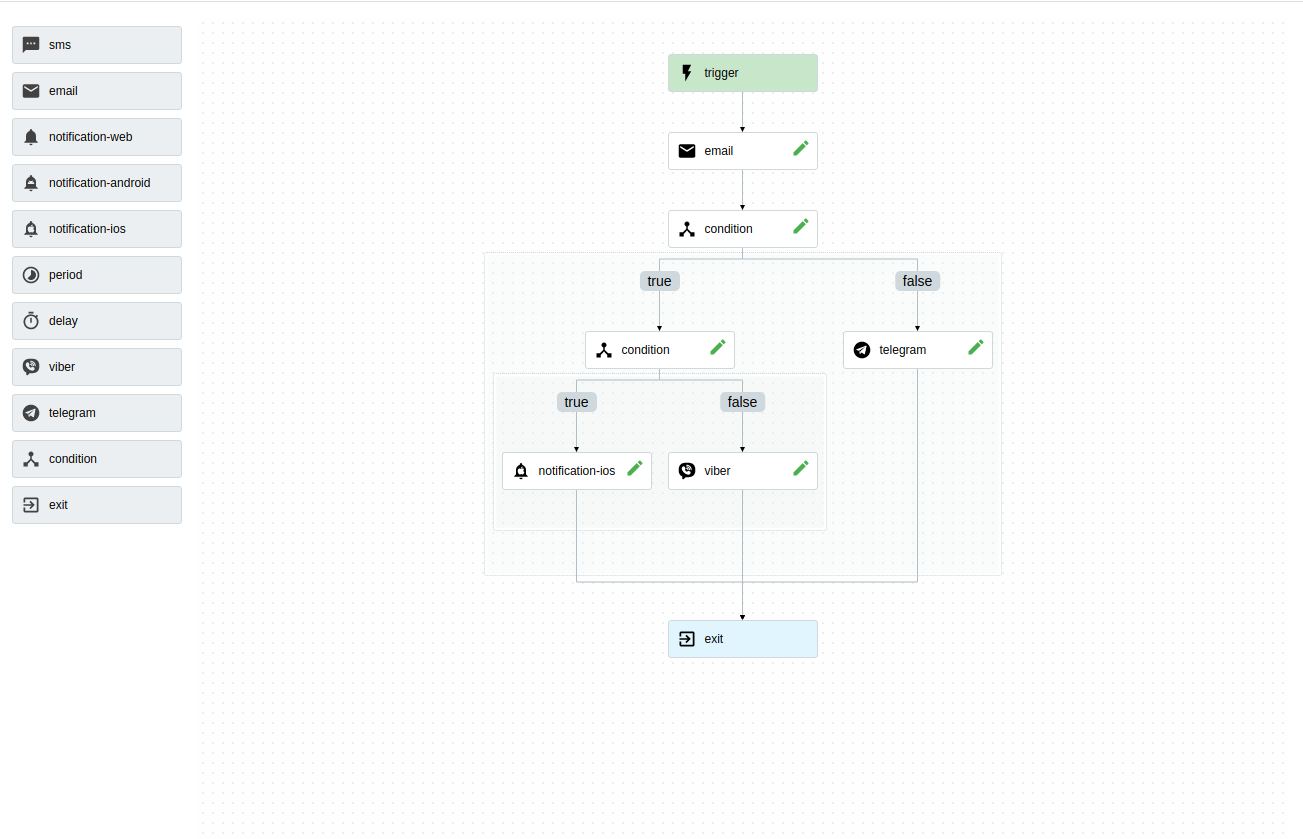 sms
email
notification-web
notification-android
notification-ios
period
delay
viber
telegram
condition
exit
trigger
email
condition
true
false
condition
telegram
true
false
notification-ios
viber
exit